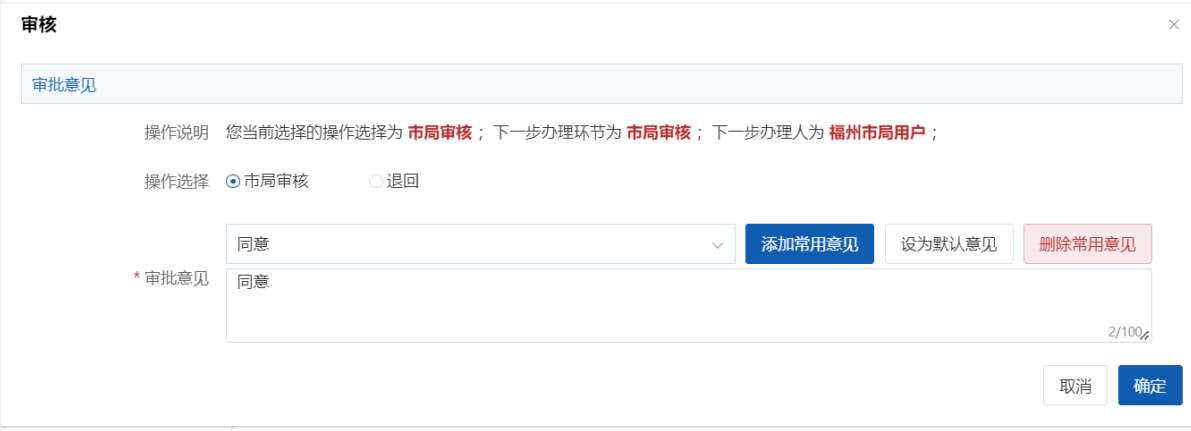 审核
审批意见
操作说明 您当前选择的操作选择为 市局审核 ；下一步办理环节为 市局审核 ；下一步办理人为 福州市局用户 ；
操作选择 市局审核 退回
同意 添加常用意见 设为默认意见 删除常用意见
* 审批意见 同意
2/100
取消 确定